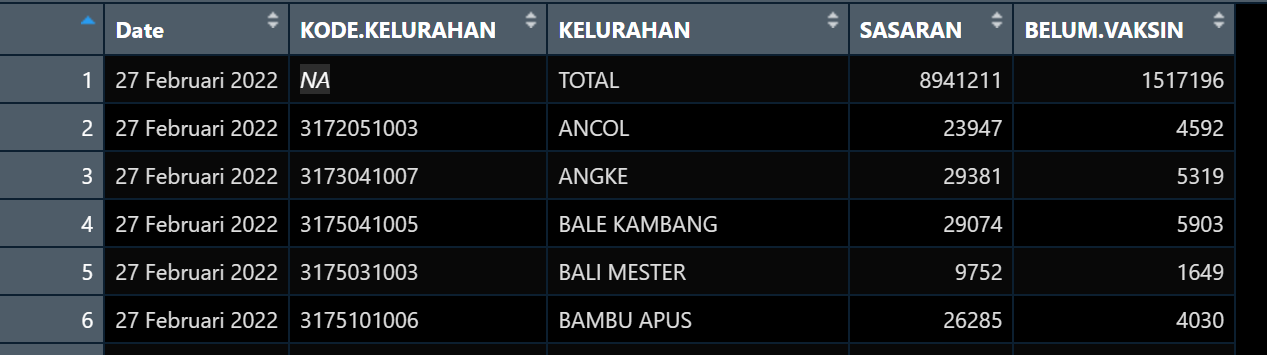 Date KODE.KELURAHAN KELURAHAN SASARAN BELUM.VAKSIN
1 27 Februari 2022 NA TOTAL 8941211 1517196
2 27 Februari 2022 3172051003 ANCOL 23947 4592
3 27 Februari 2022 3173041007 ANGKE 29381 5319
4 27 Februari 2022 3175041005 BALE KAMBANG 29074 5903
5 27 Februari 2022 3175031003 BALI MESTER 9752 1649
6 27 Februari 2022 3175101006 BAMBU APUS 26285 4030